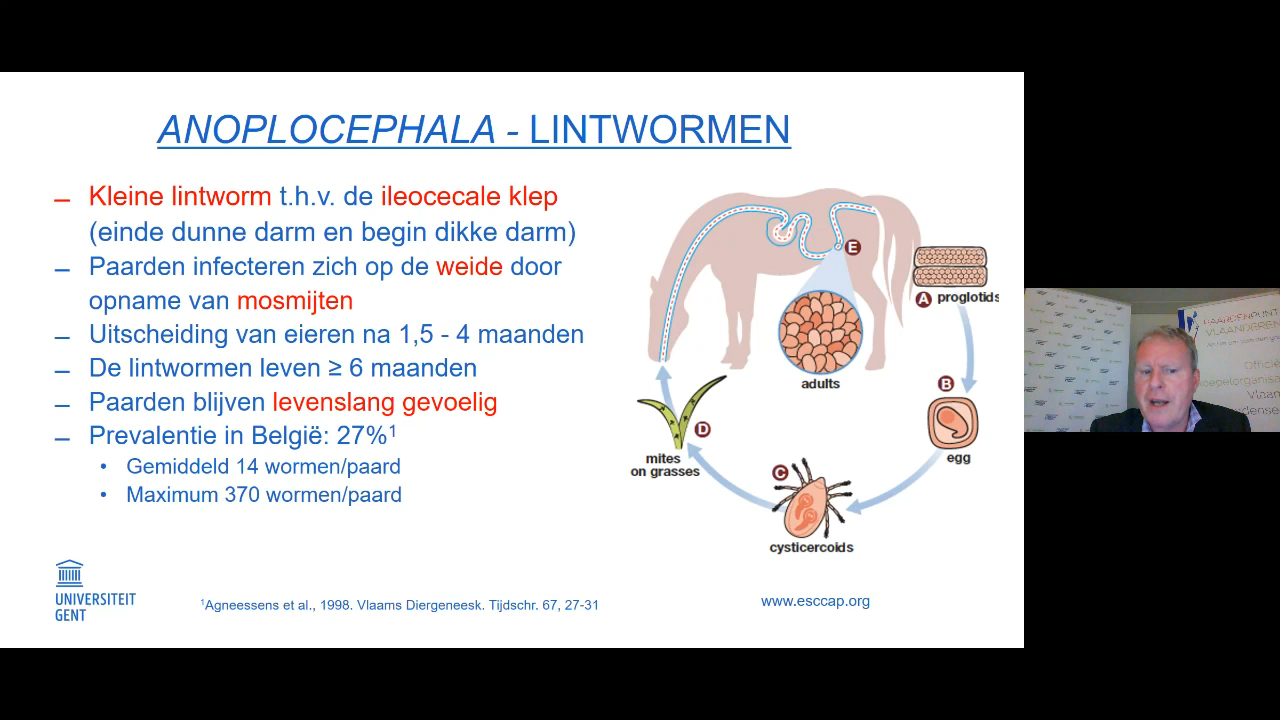 ANOPLOCEPHALA - LINTWORMEN
– Kleine lintworm t.h.v. de ileocecale klep
(einde dunne darm en begin dikke darm)
– Paarden infecteren zich op de weide door
opname van mosmijten
– Uitscheiding van eieren na 1,5 - 4 maanden
– De lintwormen leven ≥ 6 maanden
– Paarden blijven levenslang gevoelig
– Prevalentie in België: 27%¹
• Gemiddeld 14 wormen/paard
• Maximum 370 wormen/paard
E
A proglotids
adults
B
egg
D
mites
on grasses
C
cysticercoids
UNIVERSITEIT
GENT
¹Agneessens et al., 1998. Vlaams Diergeneesk. Tijdschr. 67, 27-31
www.esccap.org
PAARDENPUNT
VLAANDEREN
Officië
Vlaam